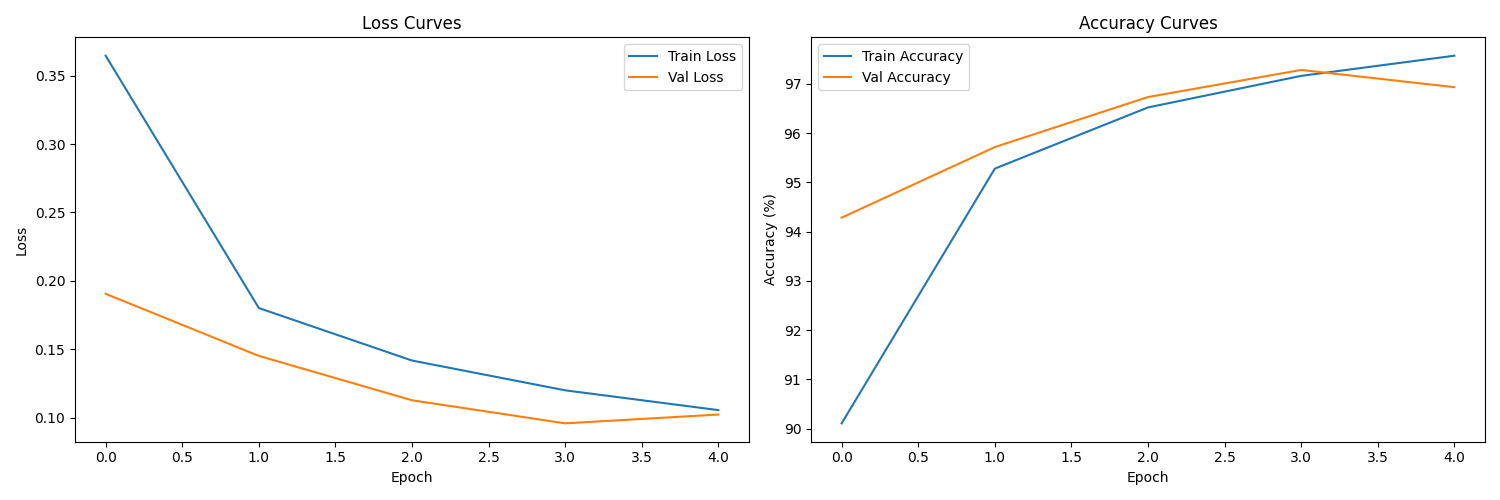 Loss Curves
Train Loss
Val Loss
0.35
0.30
0.25
0.20
0.15
0.10
Loss
0.0 0.5 1.0 1.5 2.0 2.5 3.0 3.5 4.0
Epoch
Accuracy Curves
Train Accuracy
Val Accuracy
97
96
95
94
93
92
91
90
Accuracy (%)
0.0 0.5 1.0 1.5 2.0 2.5 3.0 3.5 4.0
Epoch